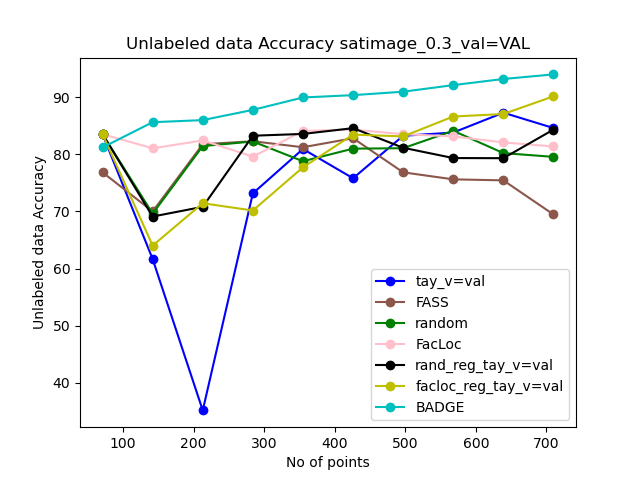 Unlabeled data Accuracy satimage_0.3_val=VAL
Unlabeled data Accuracy
90
80
70
60
50
40
100
200
300
400
500
600
700
No of points
tay_v=val
FASS
random
FacLoc
rand_reg_tay_v=val
facloc_reg_tay_v=val
BADGE